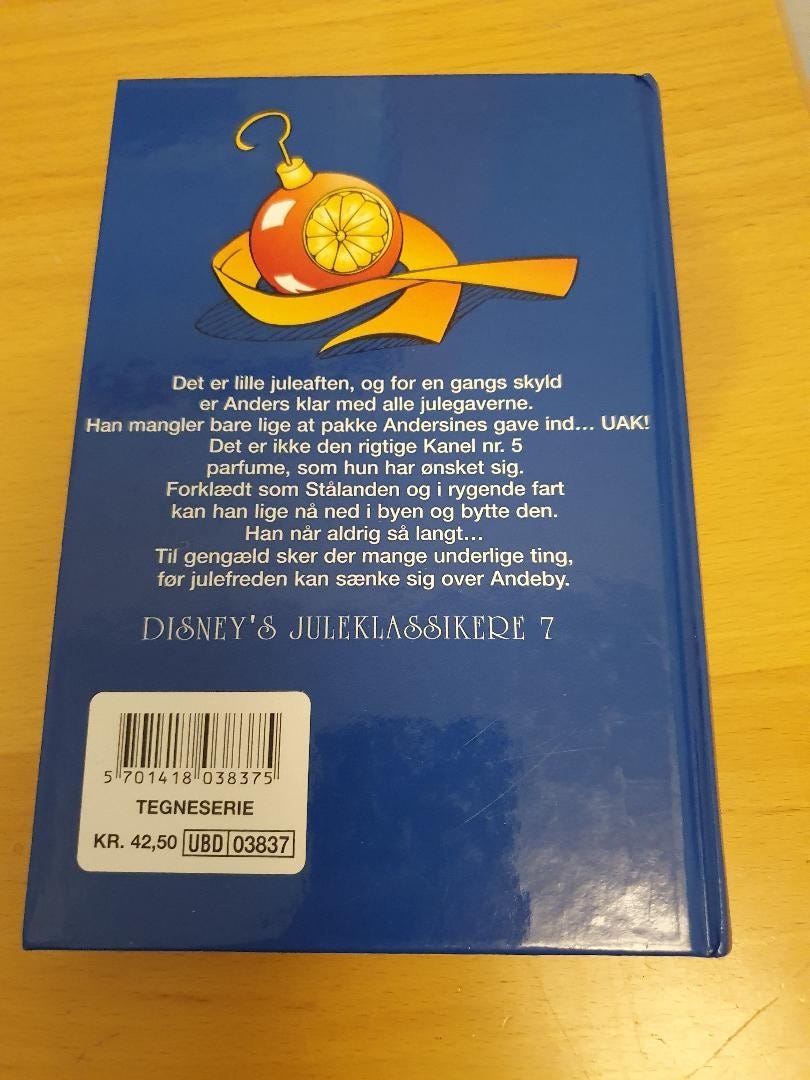 Det er lille juleaften, og for en gangs skyld
er Anders klar med alle julegaverne.
Han mangler bare lige at pakke Andersines gave ind... UAK!
Det er ikke den rigtige Kanel nr. 5
parfume, som hun har ønsket sig.
Forklædt som Stålanden og i rygende fart
kan han lige nå ned i byen og bytte den.
Han når aldrig så langt...
Til gengæld sker der mange underlige ting,
før julefreden kan sænke sig over Andeby.
DISNEY'S JULEKLASSIKERE 7
5 701418 038375
TEGNESERIE
KR. 42,50 UBD 03837